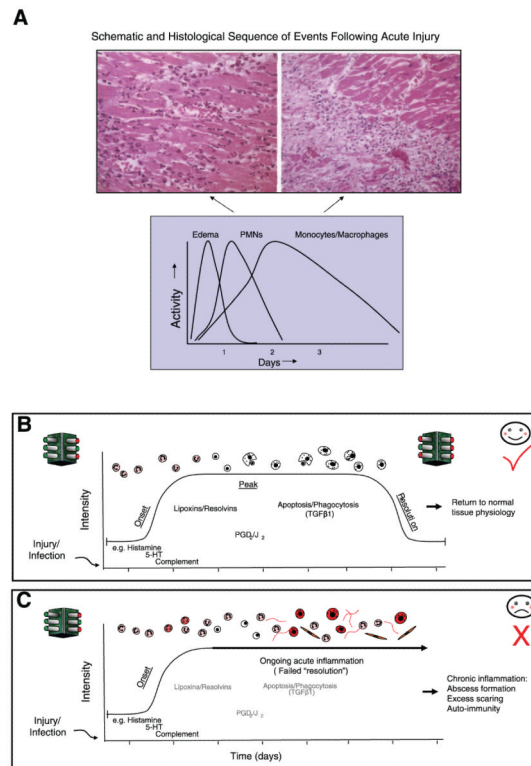 A
Schematic and Histological Sequence of Events Following Acute Injury
Edema PMNs Monocytes/Macrophages
Activity
1 2 3
Days
B
Intensity
Onset
Peak
Resolution
Lipoxins/Resolvins
Apoptosis/Phagocytosis
(TGFβ1)
PGD2/J2
Return to normal
tissue physiology
Injury/
Infection
e.g. Histamine
5-HT
Complement
C
Intensity
Onset
Ongoing acute inflammation
( Failed "resolution")
Lipoxins/Resolvins
Apoptosis/Phagocytosis
(TGFβ1)
PGD2/J2
X
Chronic inflammation:
Abscess formation
Excess scaring
Auto-immunity
Injury/
Infection
e.g. Histamine
5-HT
Complement
Time (days)